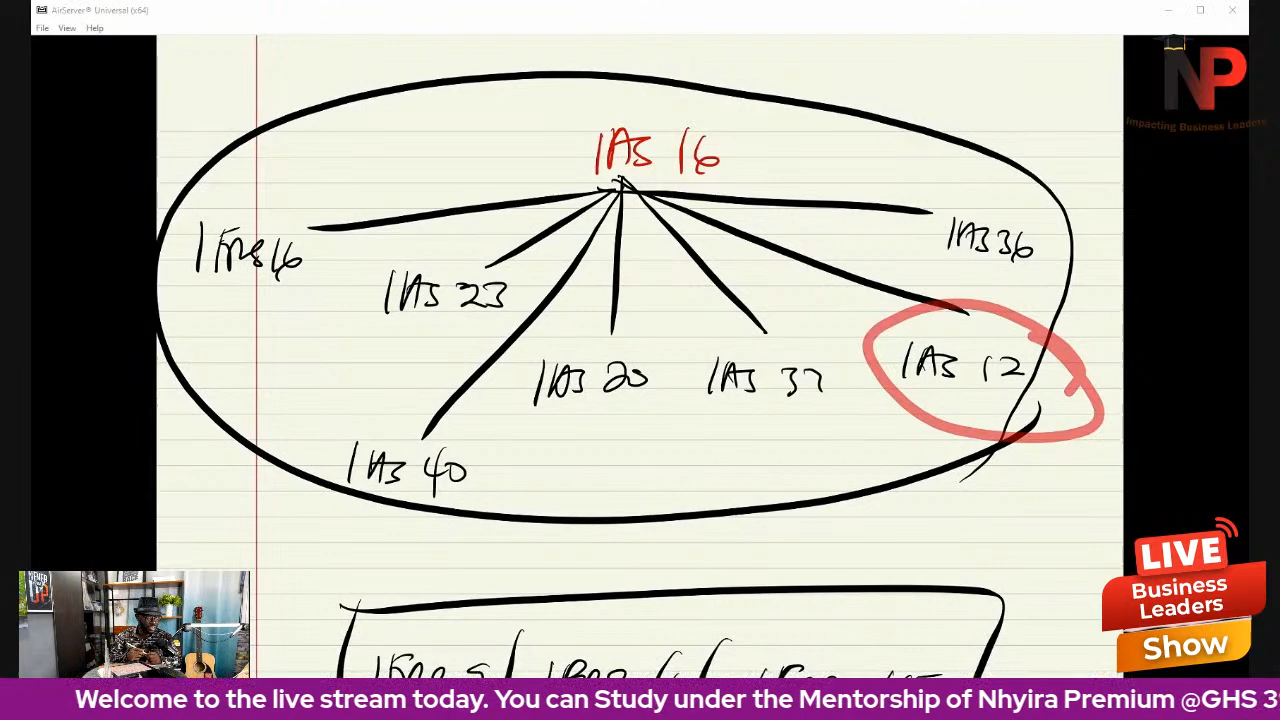 AirServer® Universal (x64)
File View Help
NP
Impacting Business Leaders
IAS 16
IFRS 16
IAS 36
IAS 23
IAS 12
IAS 20
IAS 37
IAS 40
LIVE
Business
Leaders
Show
Welcome to the live stream today. You can Study under the Mentorship of Nhyira Premium @GHS 3